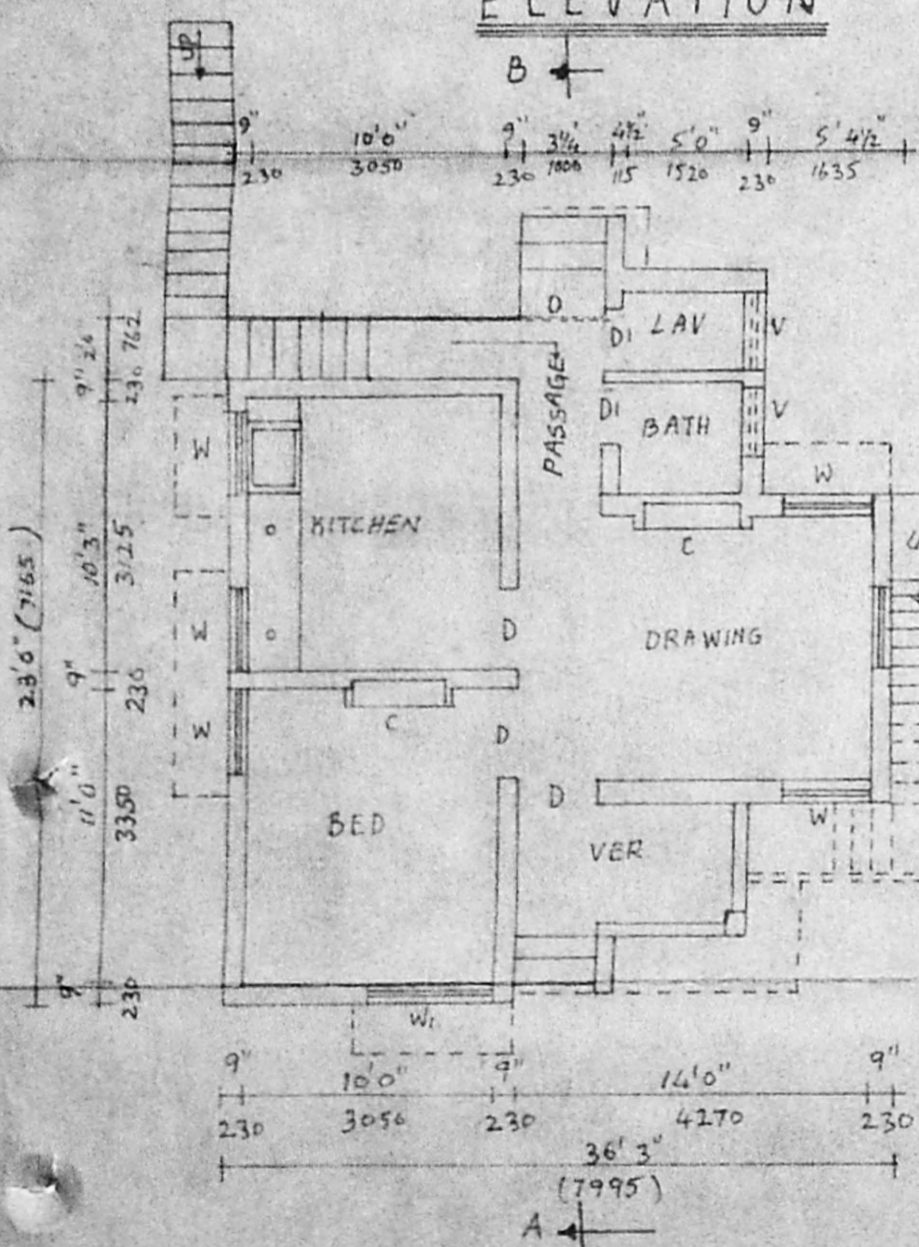 ELEVATION
B
UP
9" 10'0" 9" 3'¼" 4½" 5'0" 9" 5'4½"
230 3050 230 1000 115 1520 230 1635
D
D1 LAV V
PASSAGE
D1 BATH V
9" 2'6"
230 762
W
W
KITCHEN
C
10'3"
3125
23'6" (7165)
W
D
DRAWING
9"
230
W
C
D
D
W
11'0"
3350
BED
VER
9"
230
W1
9" 10'0" 9" 14'0" 9"
230 3050 230 4270 230
36'3"
(7995)
A